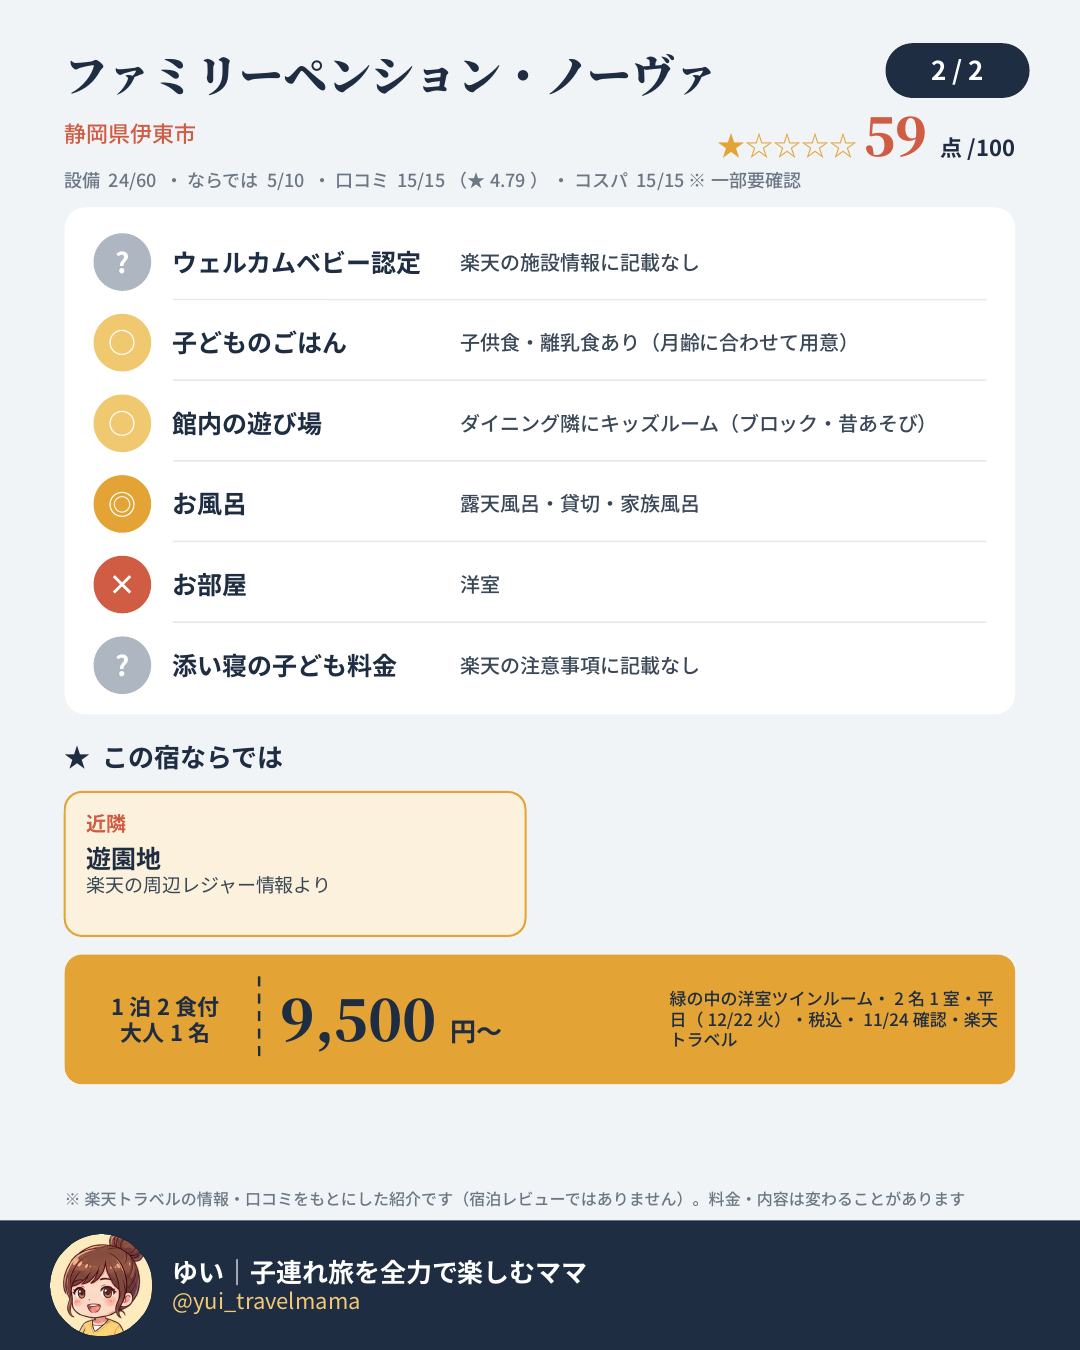 ファミリーペンション・ノーヴァ
2 / 2
静岡県伊東市
★☆☆☆☆ 59 点 /100
設備 24/60 ・ならでは 5/10 ・口コミ 15/15 （★ 4.79 ） ・コスパ 15/15 ※ 一部要確認
? ウェルカムベビー認定 楽天の施設情報に記載なし
○ 子どものごはん 子供食・離乳食あり（月齢に合わせて用意）
○ 館内の遊び場 ダイニング隣にキッズルーム（ブロック・昔あそび）
◎ お風呂 露天風呂・貸切・家族風呂
✕ お部屋 洋室
? 添い寝の子ども料金 楽天の注意事項に記載なし
★ この宿ならでは
近隣
遊園地
楽天の周辺レジャー情報より
1 泊 2 食付
大人 1 名
9,500 円〜
緑の中の洋室ツインルーム・ 2 名 1 室・平
日（ 12/22 火）・税込・ 11/24 確認・楽天
トラベル
※ 楽天トラベルの情報・口コミをもとにした紹介です（宿泊レビューではありません）。料金・内容は変わることがあります
ゆい｜子連れ旅を全力で楽しむママ
@yui_travelmama